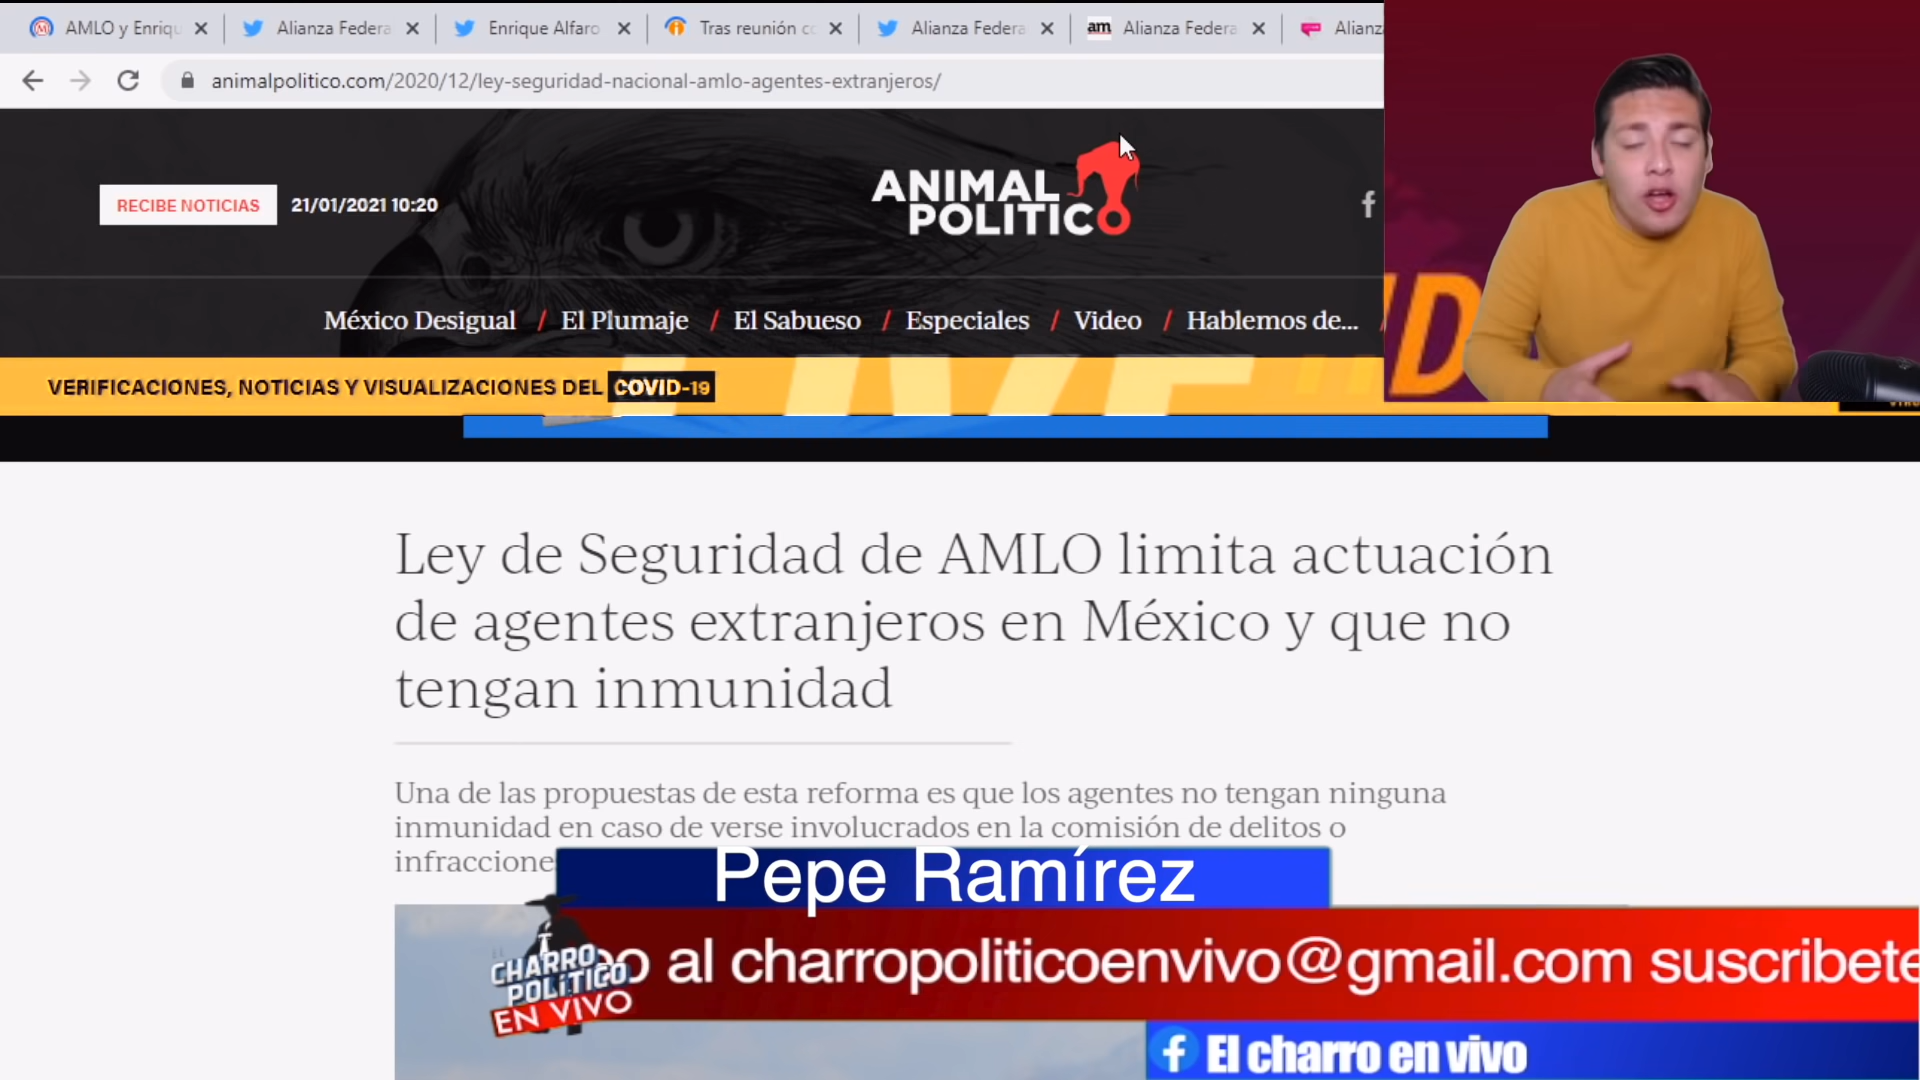 AMLO y Enriqu
Alianza Federa
Enrique Alfaro
Tras reunión co
Alianza Federa
am
Alianza Federa
Alianza
animalpolitico.com/2020/12/ley-seguridad-nacional-amlo-agentes-extranjeros/
RECIBE NOTICIAS
21/01/2021 10:20
ANIMAL
POLITICO
México Desigual / El Plumaje / El Sabueso / Especiales / Video / Hablemos de... /
VERIFICACIONES, NOTICIAS Y VISUALIZACIONES DEL COVID-19
Ley de Seguridad de AMLO limita actuación
de agentes extranjeros en México y que no
tengan inmunidad
Una de las propuestas de esta reforma es que los agentes no tengan ninguna
inmunidad en caso de verse involucrados en la comisión de delitos o
infraccione
Pepe Ramírez
o al charropoliticoenvivo@gmail.com suscribete
EL
CHARRO
POLÍTICO
EN VIVO
El charro en vivo